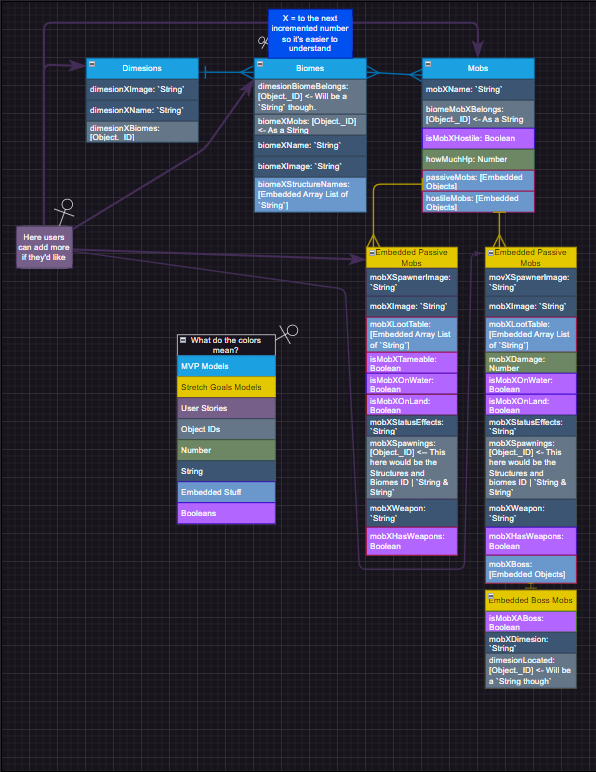 X = to the next
incremented number
so it's easier to
understand
Dimesions
dimesionXImage: `String'
dimesionXName: `String'
dimesionXBiomes:
[Object._ID]
Biomes
dimesionBiomeBelongs:
[Object._ID] <- Will be a
`String' though.
biomeXMobs: [Object._ID]
<- As a String
biomeXName: `String'
biomeXImage: `String'
biomeXStructureNames:
[Embedded Array List of
`String']
Mobs
mobXName: `String'
biomeMobXBelongs:
[Object._ID] <- As a String
isMobXHostile: Boolean
howMuchHp: Number
passiveMobs: [Embedded
Objects]
hostileMobs: [Embedded
Objects]
Here users
can add more
if they'd like
What do the colors
mean?
MVP Models
Stretch Goals Models
User Stories
Object IDs
Number
String
Embedded Stuff
Booleans
Embedded Passive
Mobs
mobXSpawnerImage:
`String'
mobXImage: `String'
mobXLootTable:
[Embedded Array List
of `String']
isMobXTameable:
Boolean
isMobXOnWater:
Boolean
isMobXOnLand:
Boolean
mobXStatusEffects:
`String'
mobXSpawnings:
[Object._ID] <-- This
here would be the
Structures and
Biomes ID | `String &
String'
mobXWeapon:
`String'
mobXHasWeapons:
Boolean
Embedded Passive
Mobs
movXSpawnerImage:
`String'
mobXImage: `String'
mobXLootTable:
[Embedded Array List
of `String']
mobXDamage:
Number
isMobXOnWater:
Boolean
isMobXOnLand:
Boolean
mobXStatusEffects:
`String'
mobXSpawnings:
[Object._ID] <-- This
here would be the
Structures and
biomes ID | `String &
String'
mobXWeapon:
`String'
mobXHasWeapons:
Boolean
mobXBoss:
[Embedded Objects]
Embedded Boss Mobs
isMobXABoss:
Boolean
mobXDimesion:
`String'
dimesionLocated:
[Object._ID] <- Will be
a `String though'